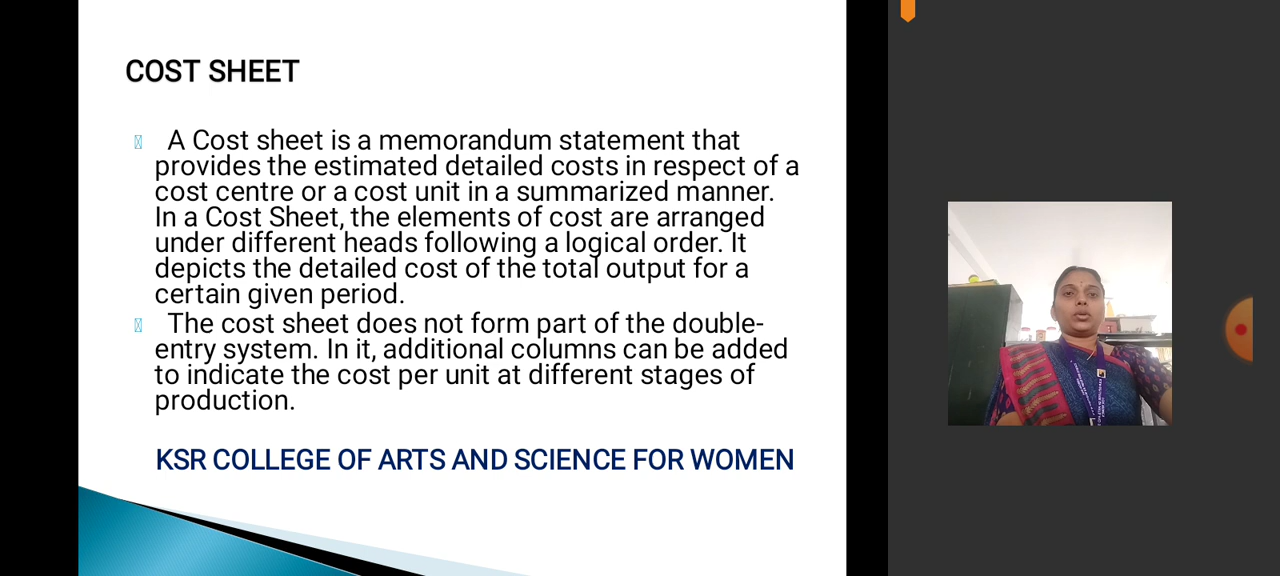 COST SHEET
A Cost sheet is a memorandum statement that
provides the estimated detailed costs in respect of a
cost centre or a cost unit in a summarized manner.
In a Cost Sheet, the elements of cost are arranged
under different heads following a logical order. It
depicts the detailed cost of the total output for a
certain given period.
The cost sheet does not form part of the double-
entry system. In it, additional columns can be added
to indicate the cost per unit at different stages of
production.
KSR COLLEGE OF ARTS AND SCIENCE FOR WOMEN